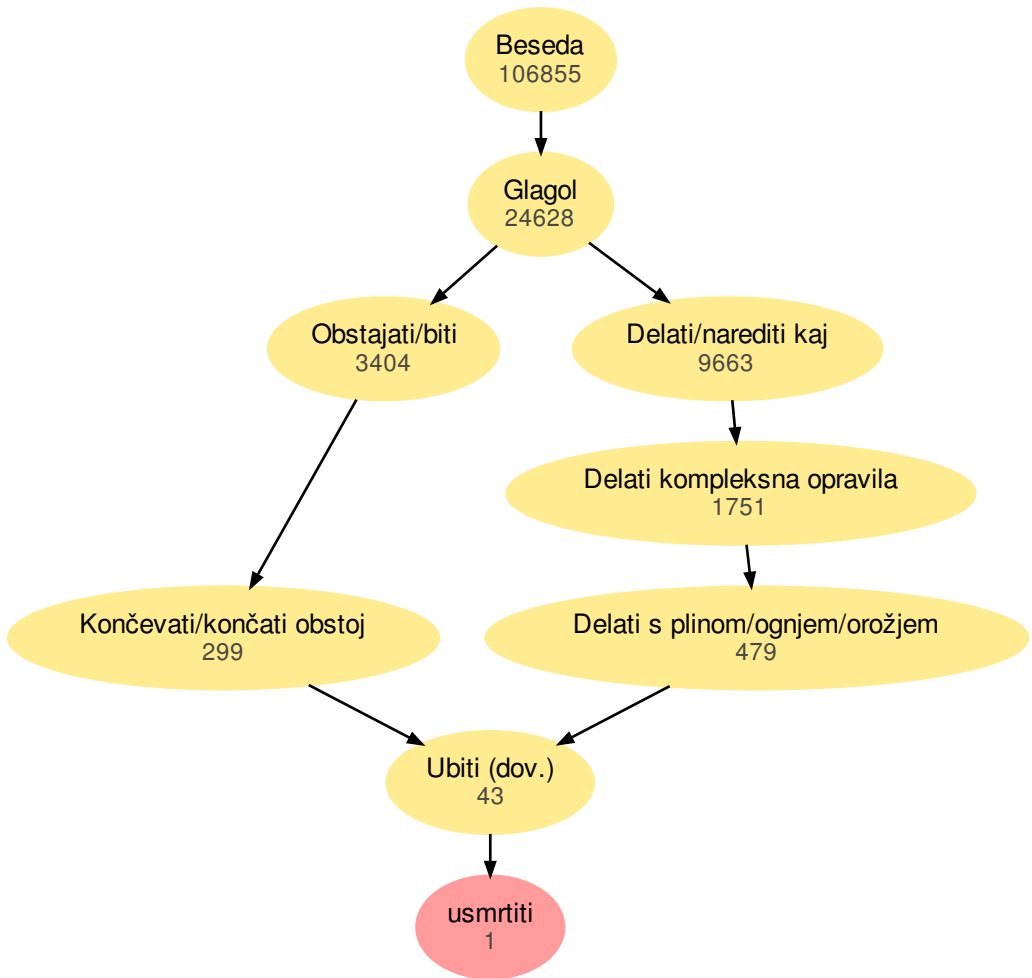 Beseda
106855
Glagol
24628
Obstajati/biti
3404
Delati/narediti kaj
9663
Delati kompleksna opravila
1751
Končevati/končati obstoj
299
Delati s plinom/ognjem/orožjem
479
Ubiti (dov.)
43
usmrtiti
1